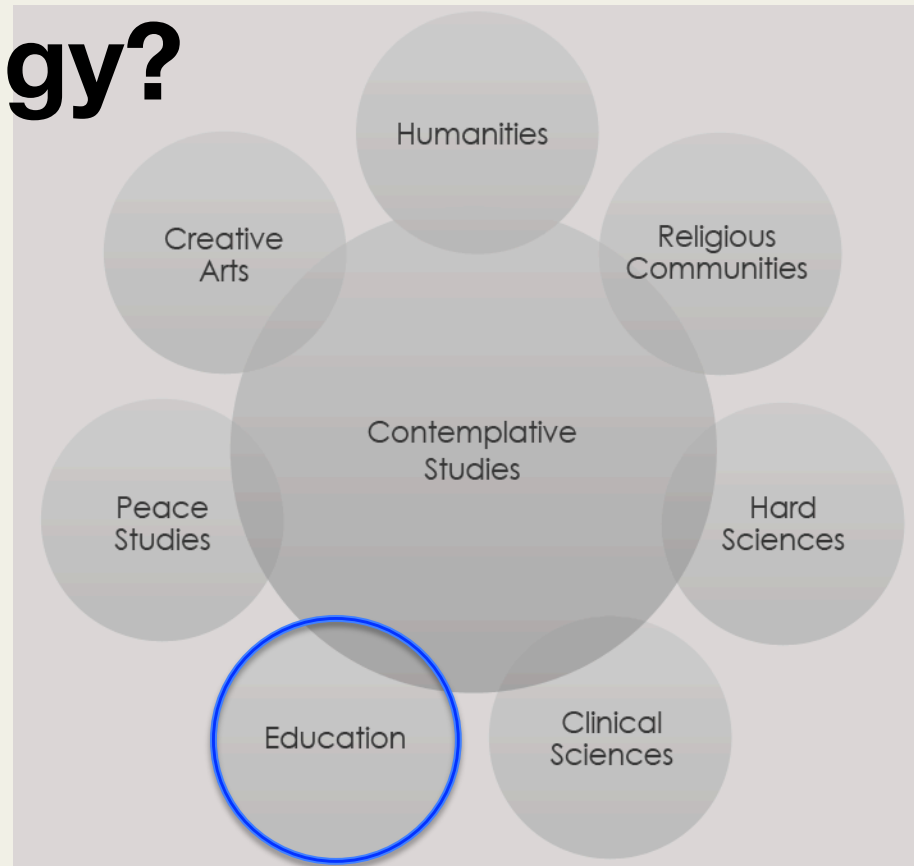 gy?
Humanities
Creative
Arts
Religious
Communities
Contemplative
Studies
Peace
Studies
Hard
Sciences
Education
Clinical
Sciences